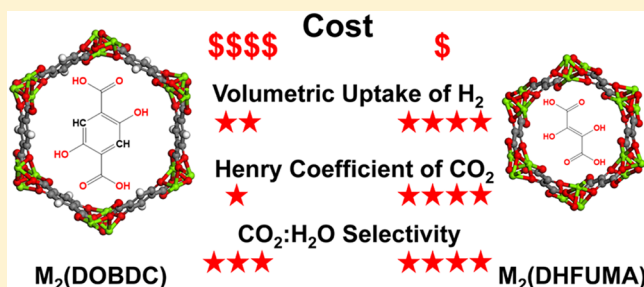 Cost
$$$$ $
HO O
OH
HC
CH
HO
O OH
Volumetric Uptake of H₂
★★ ★★★★
HO O
OH
HO
O OH
Henry Coefficient of CO₂
★ ★★★★
CO₂:H₂O Selectivity
★★★ ★★★★
M₂(DOBDC) M₂(DHFUMA)